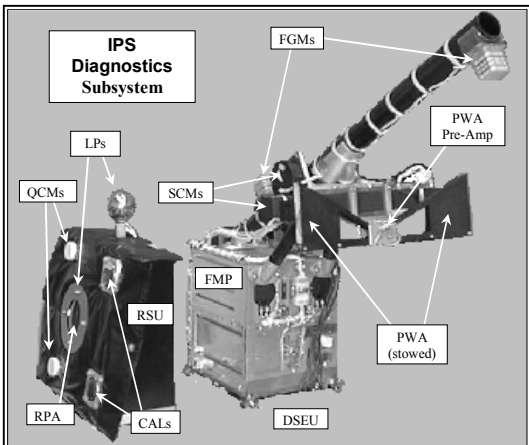 IPS
Diagnostics
Subsystem
FGMs
PWA
Pre-Amp
LPs
QCMs
SCMs
FMP
RSU
PWA
(stowed)
RPA
CALs
DSEU